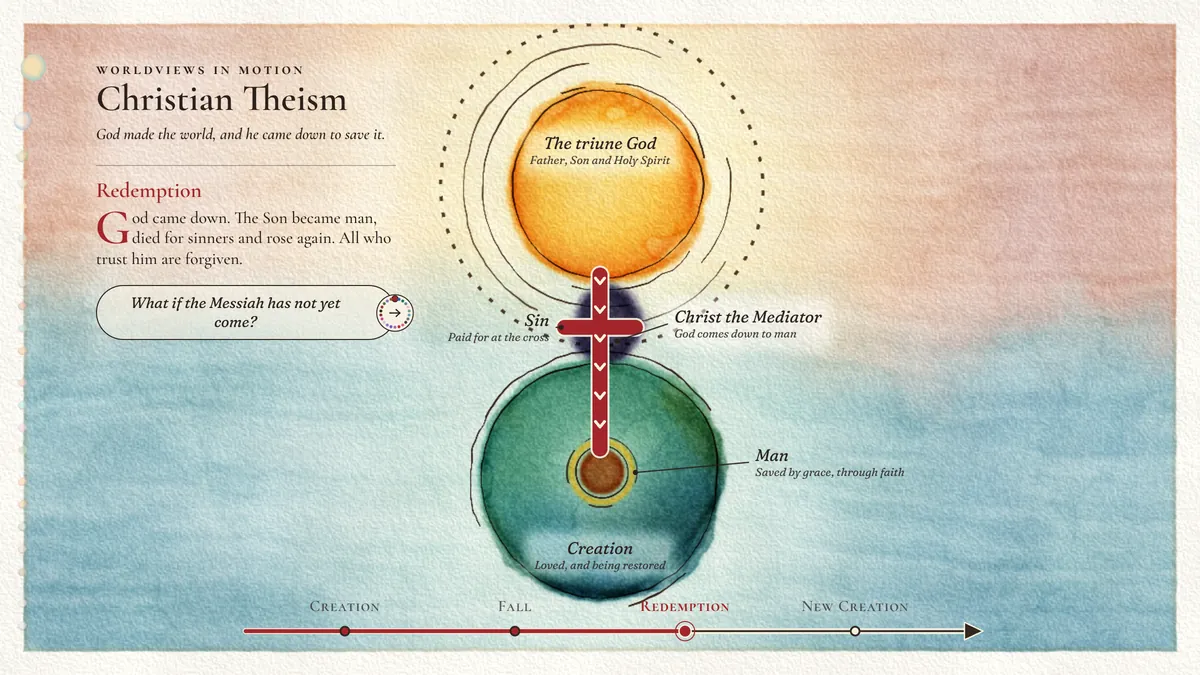 WORLDVIEWS IN MOTION
Christian Theism
God made the world, and he came down to save it.
Redemption
God came down. The Son became man,
died for sinners and rose again. All who
trust him are forgiven.
What if the Messiah has not yet
come?
The triune God
Father, Son and Holy Spirit
Sin
Paid for at the cross
Christ the Mediator
God comes down to man
Man
Saved by grace, through faith
Creation
Loved, and being restored
Creation
Fall
Redemption
New Creation